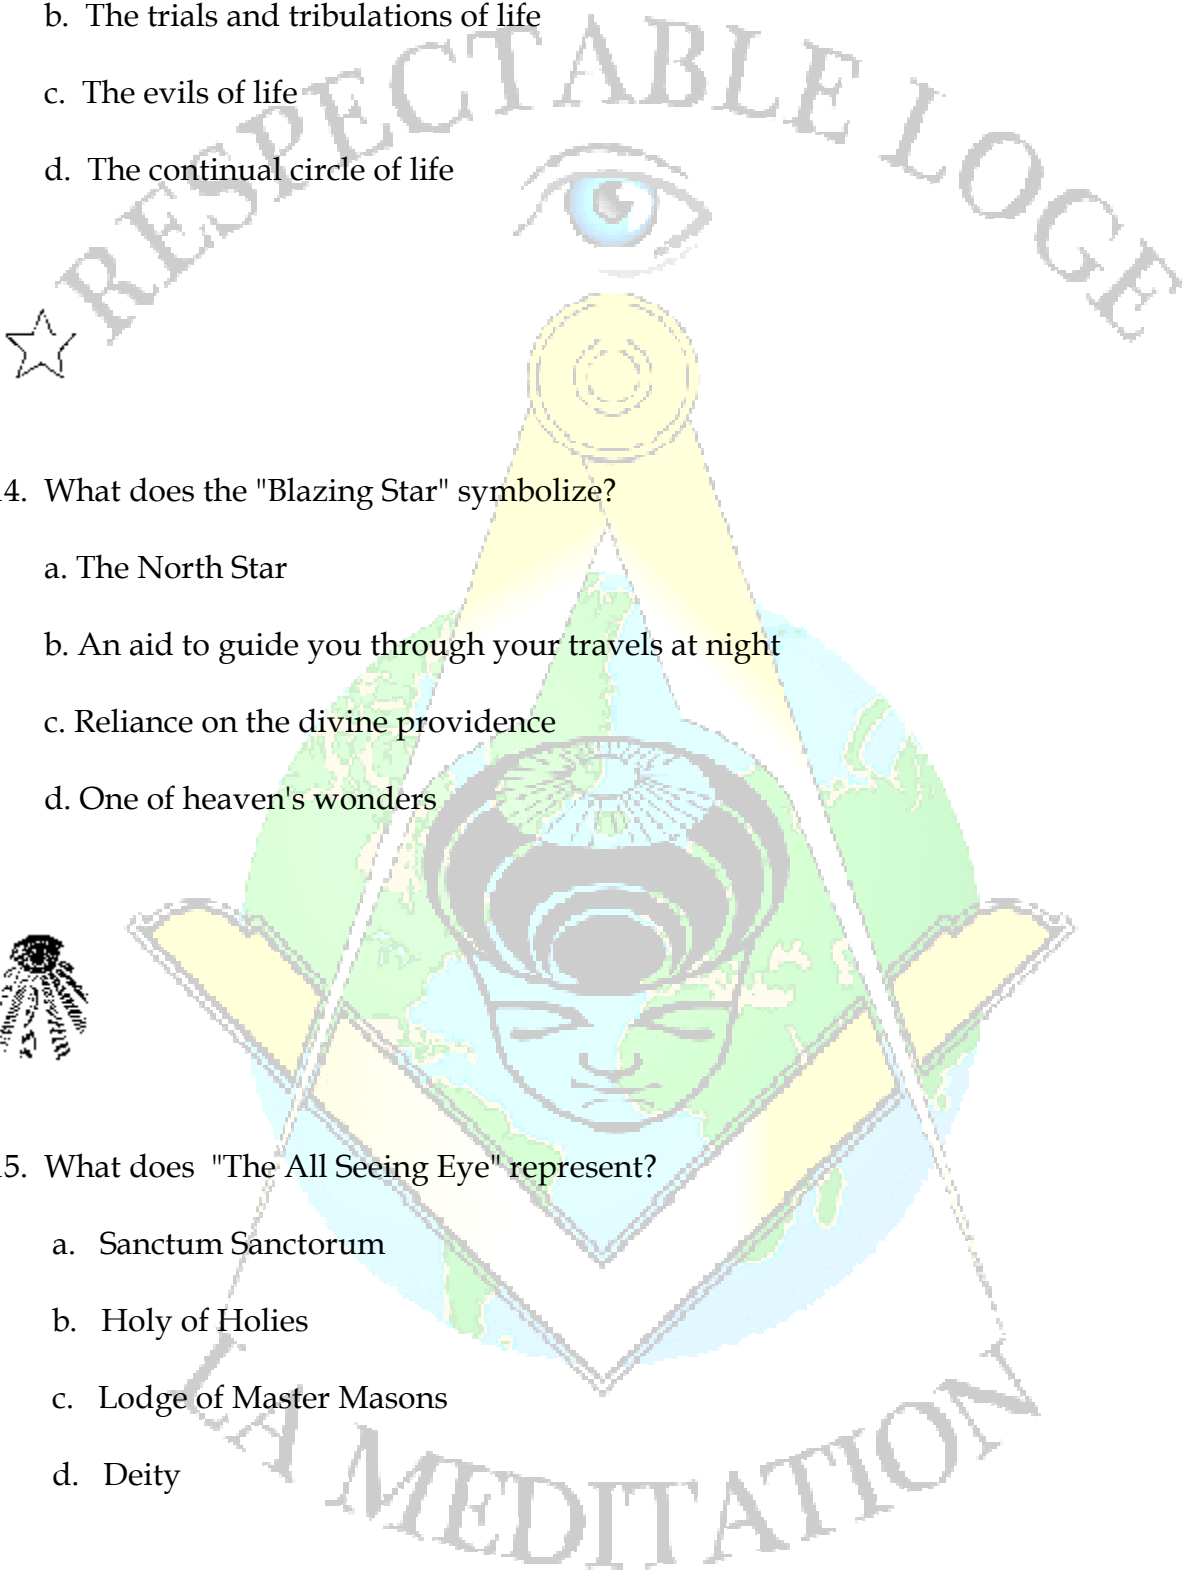 b. The trials and tribulations of life
c. The evils of life
d. The continual circle of life
RESPECTABLE LOGE
4. What does the "Blazing Star" symbolize?
a. The North Star
b. An aid to guide you through your travels at night
c. Reliance on the divine providence
d. One of heaven's wonders
5. What does "The All Seeing Eye" represent?
a. Sanctum Sanctorum
b. Holy of Holies
c. Lodge of Master Masons
d. Deity
LA MEDITATION